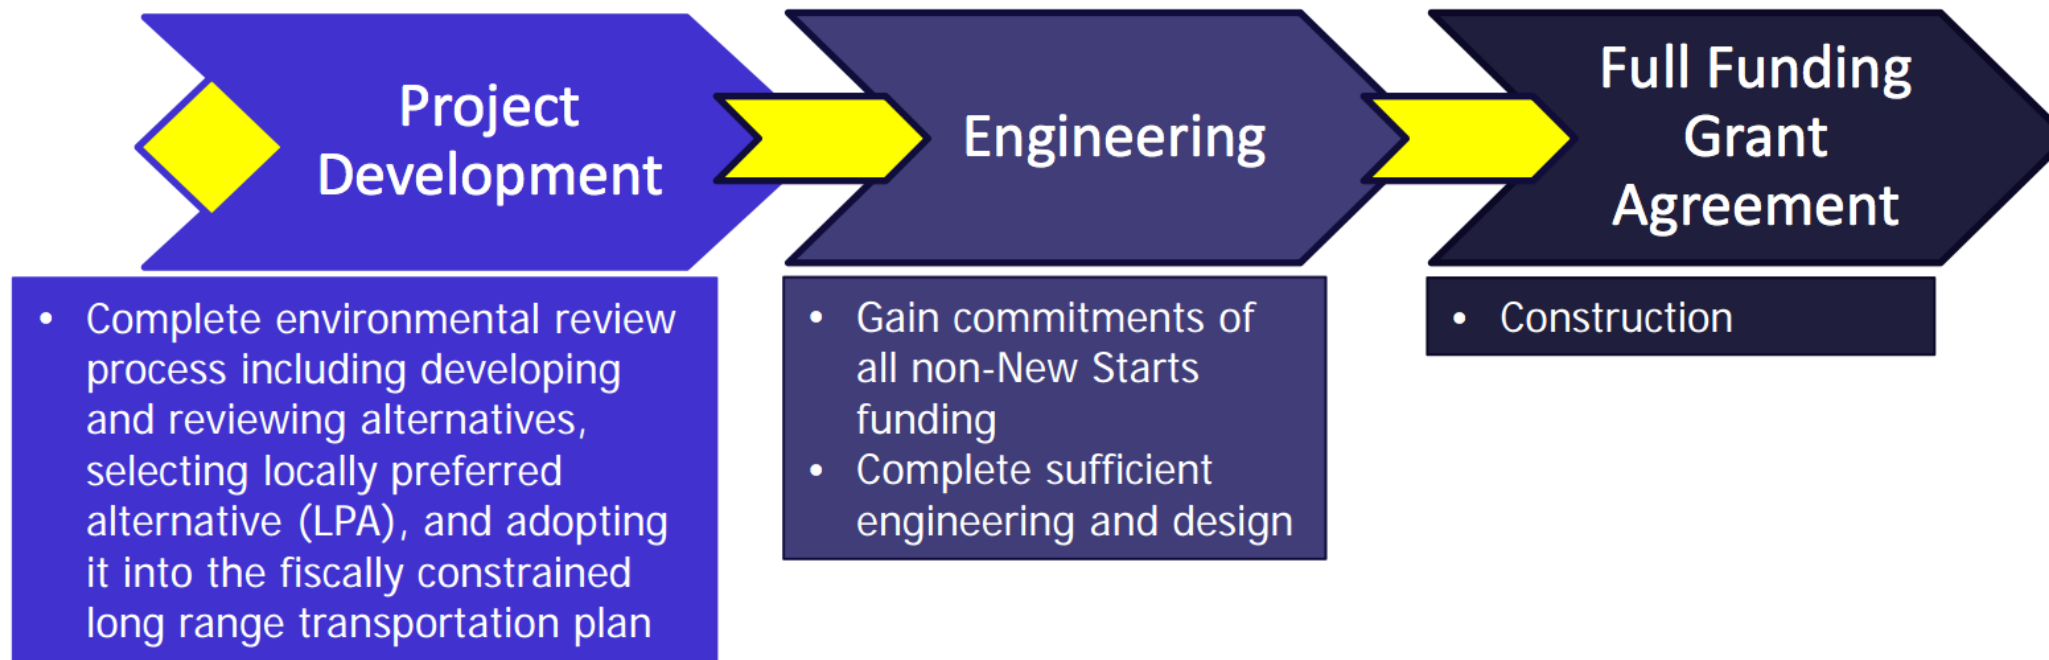 Project
Development
Engineering
Full Funding
Grant
Agreement
• Complete environmental review
process including developing
and reviewing alternatives,
selecting locally preferred
alternative (LPA), and adopting
it into the fiscally constrained
long range transportation plan
• Gain commitments of
all non-New Starts
funding
• Complete sufficient
engineering and design
• Construction